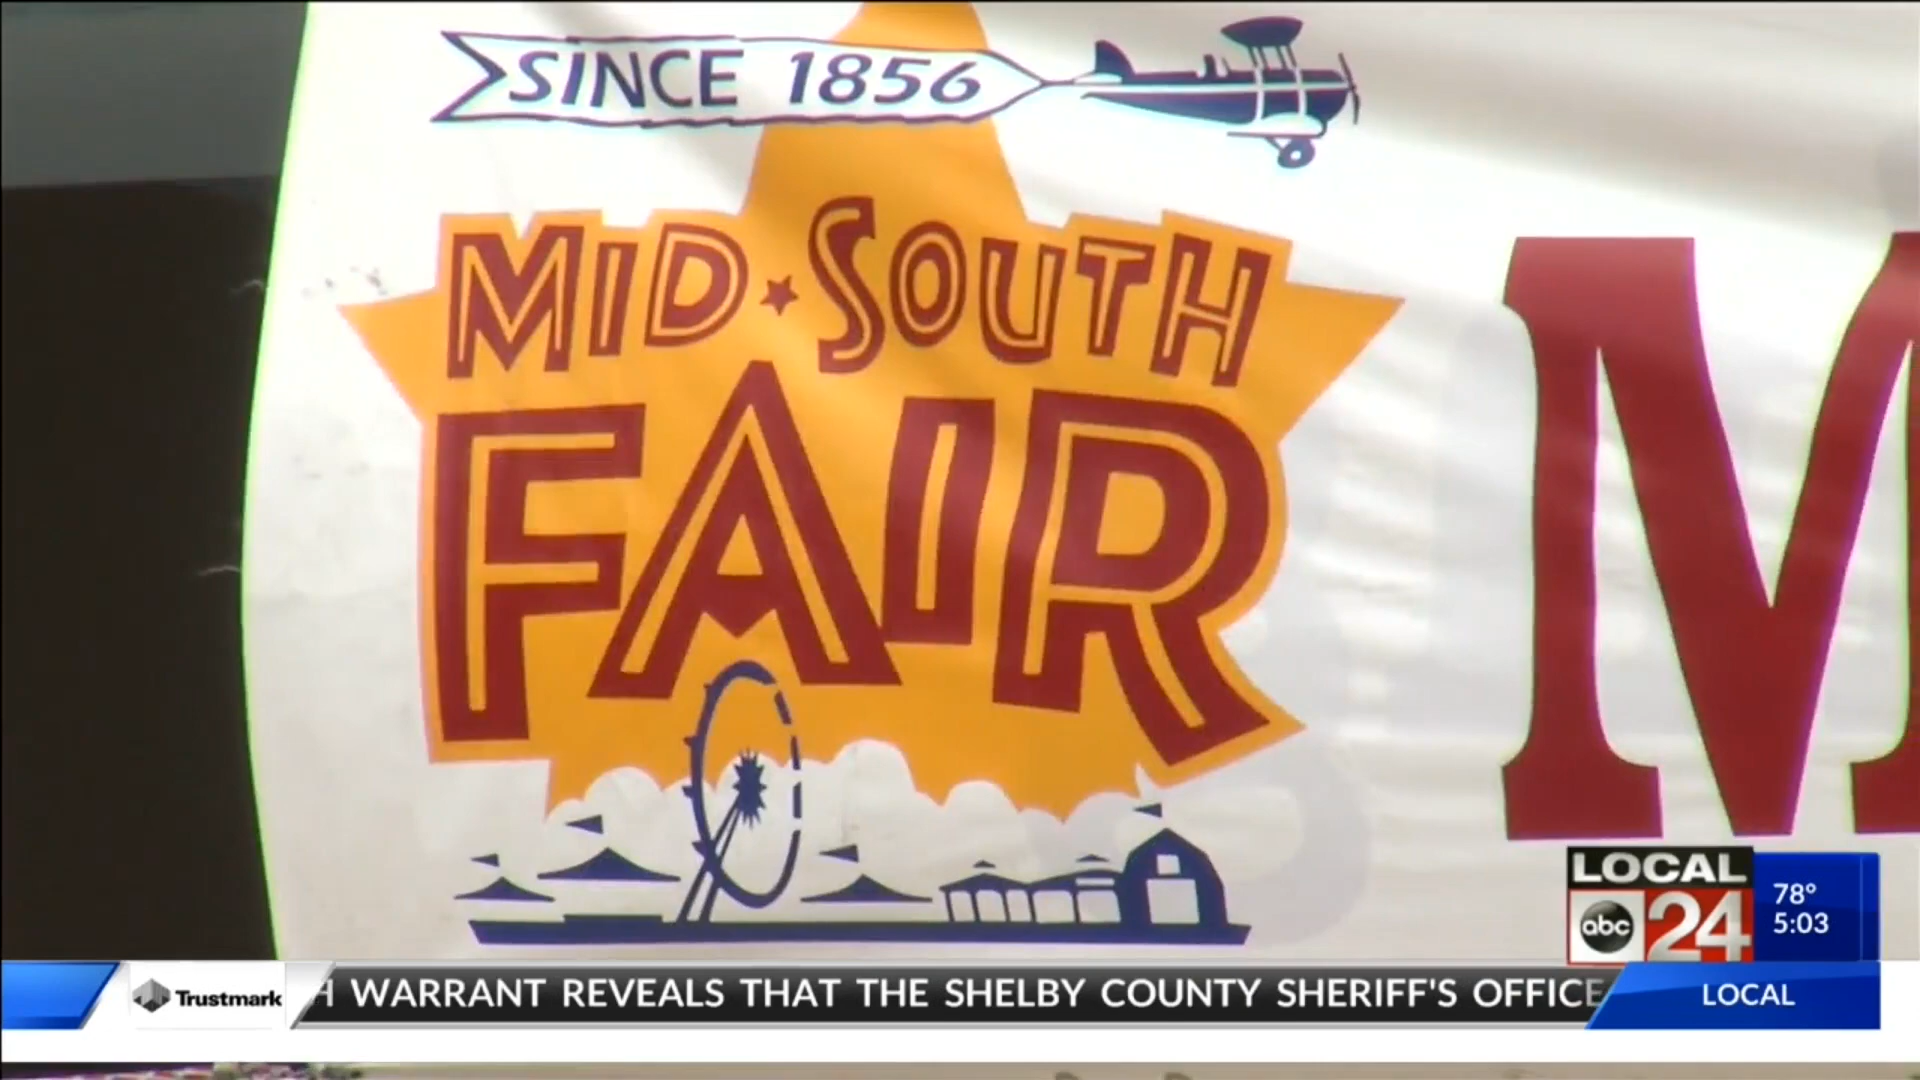 SINCE 1856
MID★SOUTH
FAIR
M
LOCAL
abc 24
78°
5:03
Trustmark
WARRANT REVEALS THAT THE SHELBY COUNTY SHERIFF'S OFFICE
LOCAL